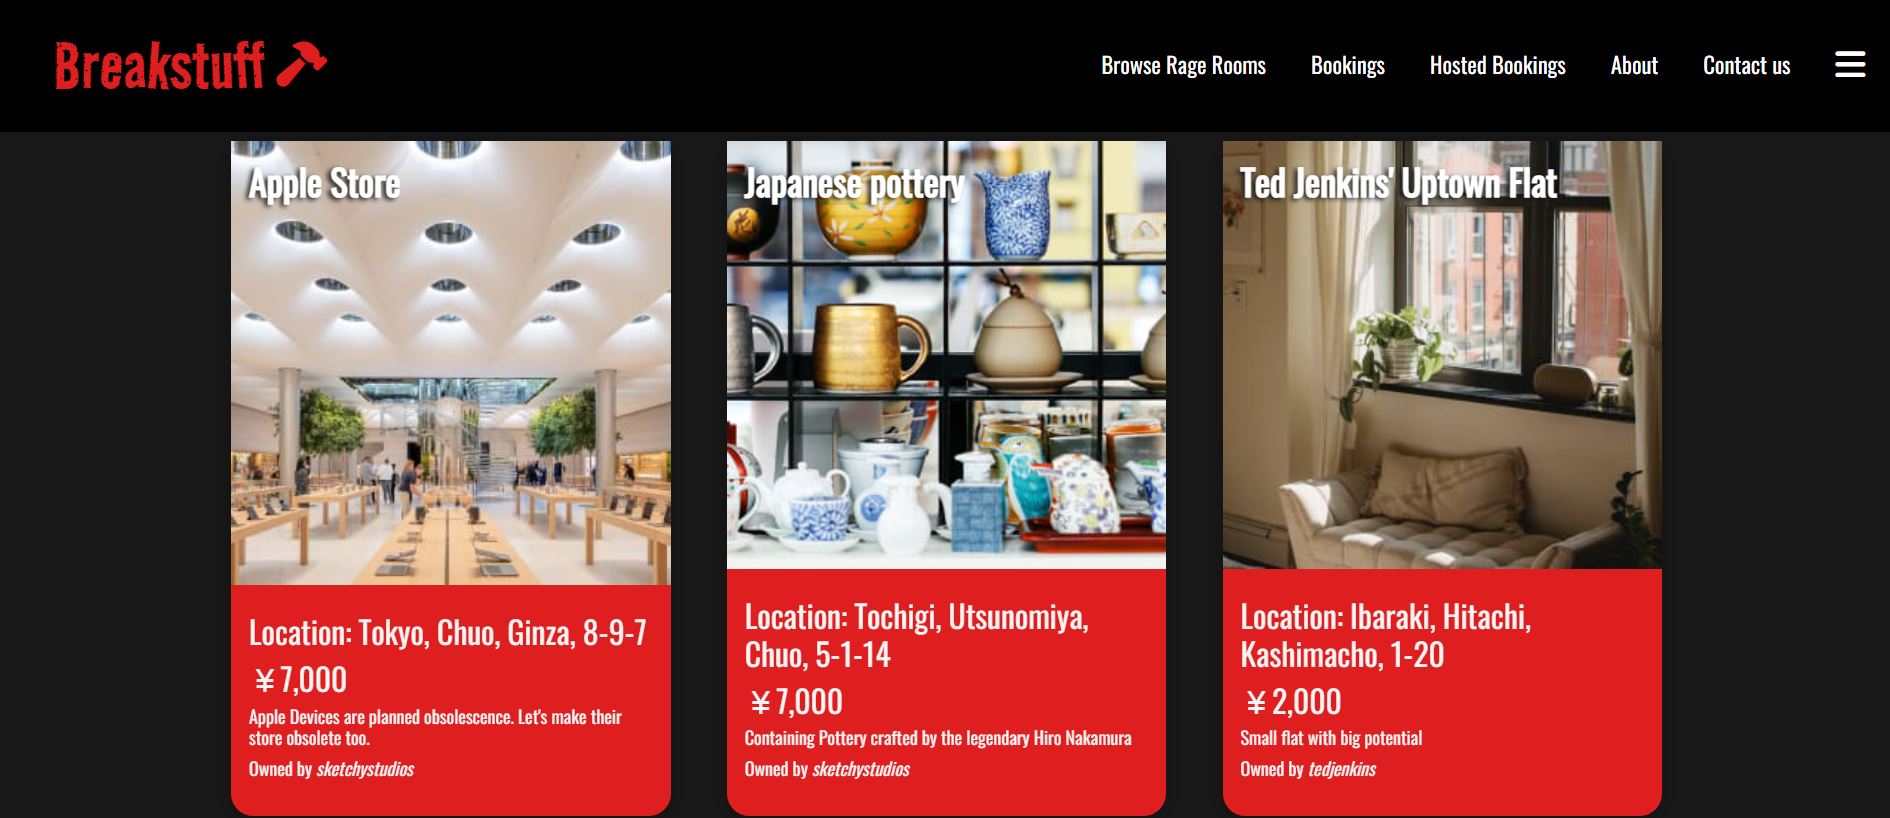 Breakstuff
Browse Rage Rooms
Bookings
Hosted Bookings
About
Contact us
Apple Store
Location: Tokyo, Chuo, Ginza, 8-9-7
¥7,000
Apple Devices are planned obsolescence. Let's make their
store obsolete too.
Owned by sketchystudios
Japanese pottery
Location: Tochigi, Utsunomiya,
Chuo, 5-1-14
¥7,000
Containing Pottery crafted by the legendary Hiro Nakamura
Owned by sketchystudios
Ted Jenkins' Uptown Flat
Location: Ibaraki, Hitachi,
Kashimacho, 1-20
¥2,000
Small flat with big potential
Owned by tedjenkins